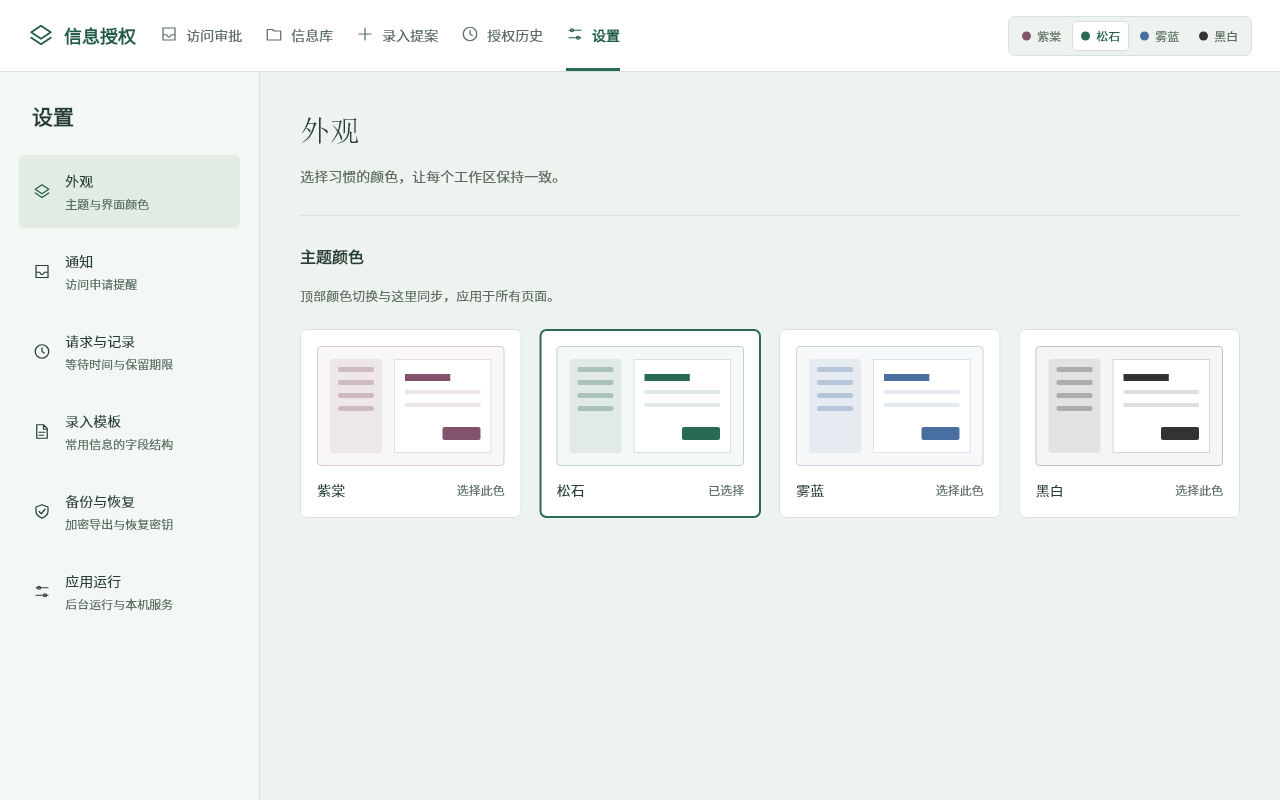 信息授权
访问审批
信息库
录入提案
授权历史
设置
紫棠
松石
雾蓝
黑白
设置
外观
主题与界面颜色
通知
访问申请提醒
请求与记录
等待时间与保留期限
录入模板
常用信息的字段结构
备份与恢复
加密导出与恢复密钥
应用运行
后台运行与本机服务
外观
选择习惯的颜色，让每个工作区保持一致。
主题颜色
顶部颜色切换与这里同步，应用于所有页面。
紫棠 选择此色
松石 已选择
雾蓝 选择此色
黑白 选择此色